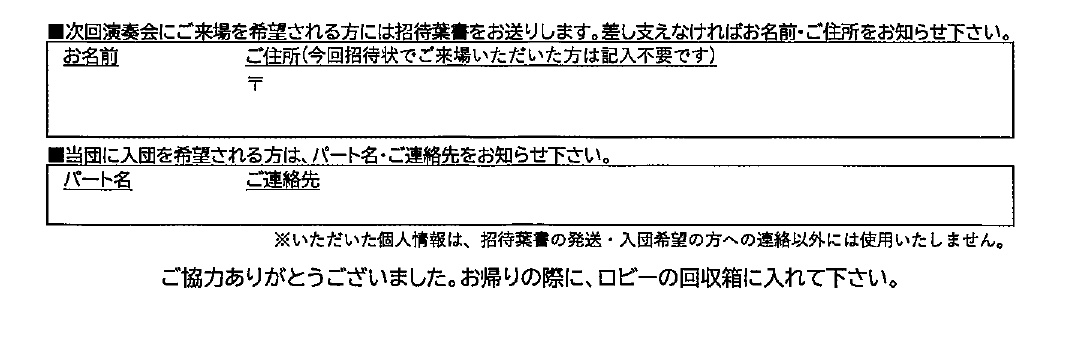 ■次回演奏会にご来場を希望される方には招待葉書をお送りします。差し支えなければお名前・ご住所をお知らせ下さい。
お名前 ご住所(今回招待状でご来場いただいた方は記入不要です)
〒
■当団に入団を希望される方は、パート名・ご連絡先をお知らせ下さい。
パート名 ご連絡先
※いただいた個人情報は、招待葉書の発送・入団希望の方への連絡以外には使用いたしません。
ご協力ありがとうございました。お帰りの際に、ロビーの回収箱に入れて下さい。